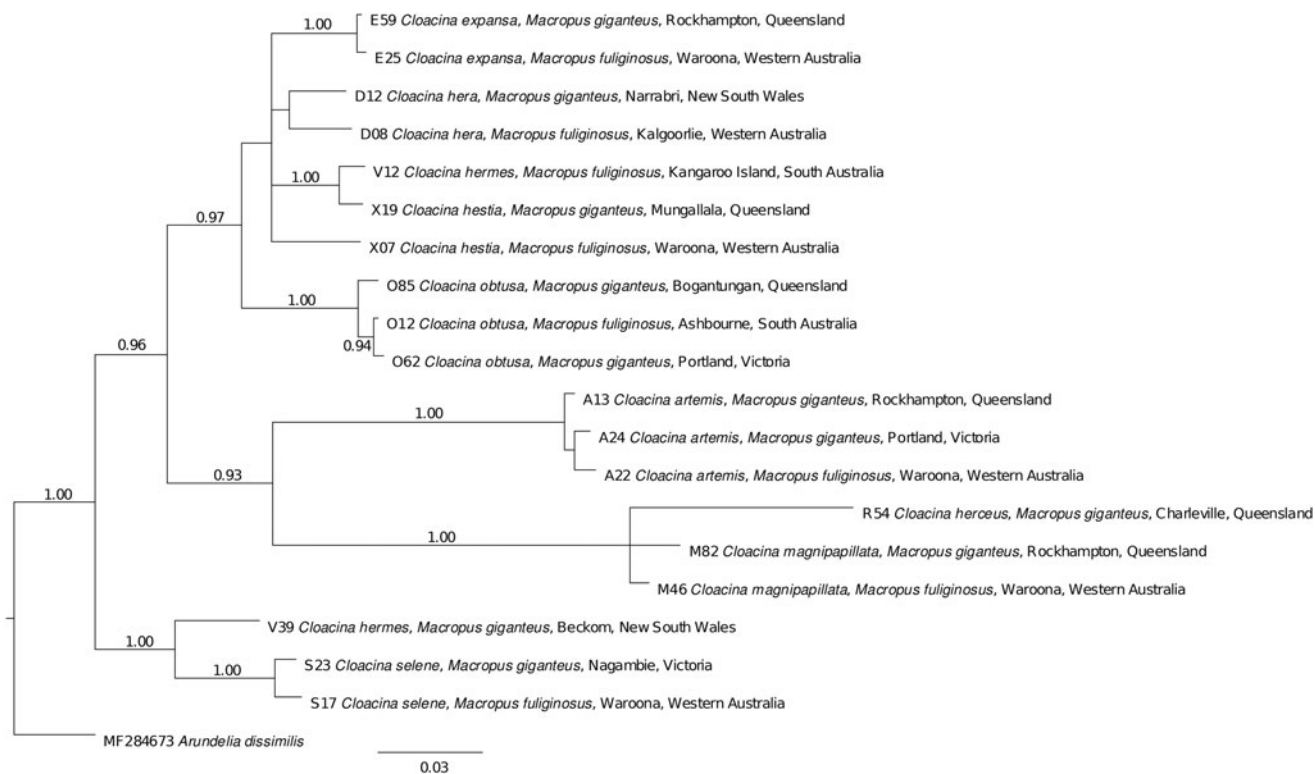 1.00
E59 Cloacina expansa, Macropus giganteus, Rockhampton, Queensland
E25 Cloacina expansa, Macropus fuliginosus, Waroona, Western Australia
D12 Cloacina hera, Macropus giganteus, Narrabri, New South Wales
D08 Cloacina hera, Macropus fuliginosus, Kalgoorlie, Western Australia
V12 Cloacina hermes, Macropus fuliginosus, Kangaroo Island, South Australia
1.00
X19 Cloacina hestia, Macropus giganteus, Mungallala, Queensland
0.97
X07 Cloacina hestia, Macropus fuliginosus, Waroona, Western Australia
O85 Cloacina obtusa, Macropus giganteus, Bogantungan, Queensland
1.00
O12 Cloacina obtusa, Macropus fuliginosus, Ashbourne, South Australia
0.94
0.96
O62 Cloacina obtusa, Macropus giganteus, Portland, Victoria
A13 Cloacina artemis, Macropus giganteus, Rockhampton, Queensland
1.00
A24 Cloacina artemis, Macropus giganteus, Portland, Victoria
0.93
A22 Cloacina artemis, Macropus fuliginosus, Waroona, Western Australia
1.00
R54 Cloacina herceus, Macropus giganteus, Charleville, Queensland
1.00
M82 Cloacina magnipapillata, Macropus giganteus, Rockhampton, Queensland
M46 Cloacina magnipapillata, Macropus fuliginosus, Waroona, Western Australia
V39 Cloacina hermes, Macropus giganteus, Beckom, New South Wales
1.00
S23 Cloacina selene, Macropus giganteus, Nagambie, Victoria
1.00
S17 Cloacina selene, Macropus fuliginosus, Waroona, Western Australia
MF284673 Arundelia dissimilis
0.03